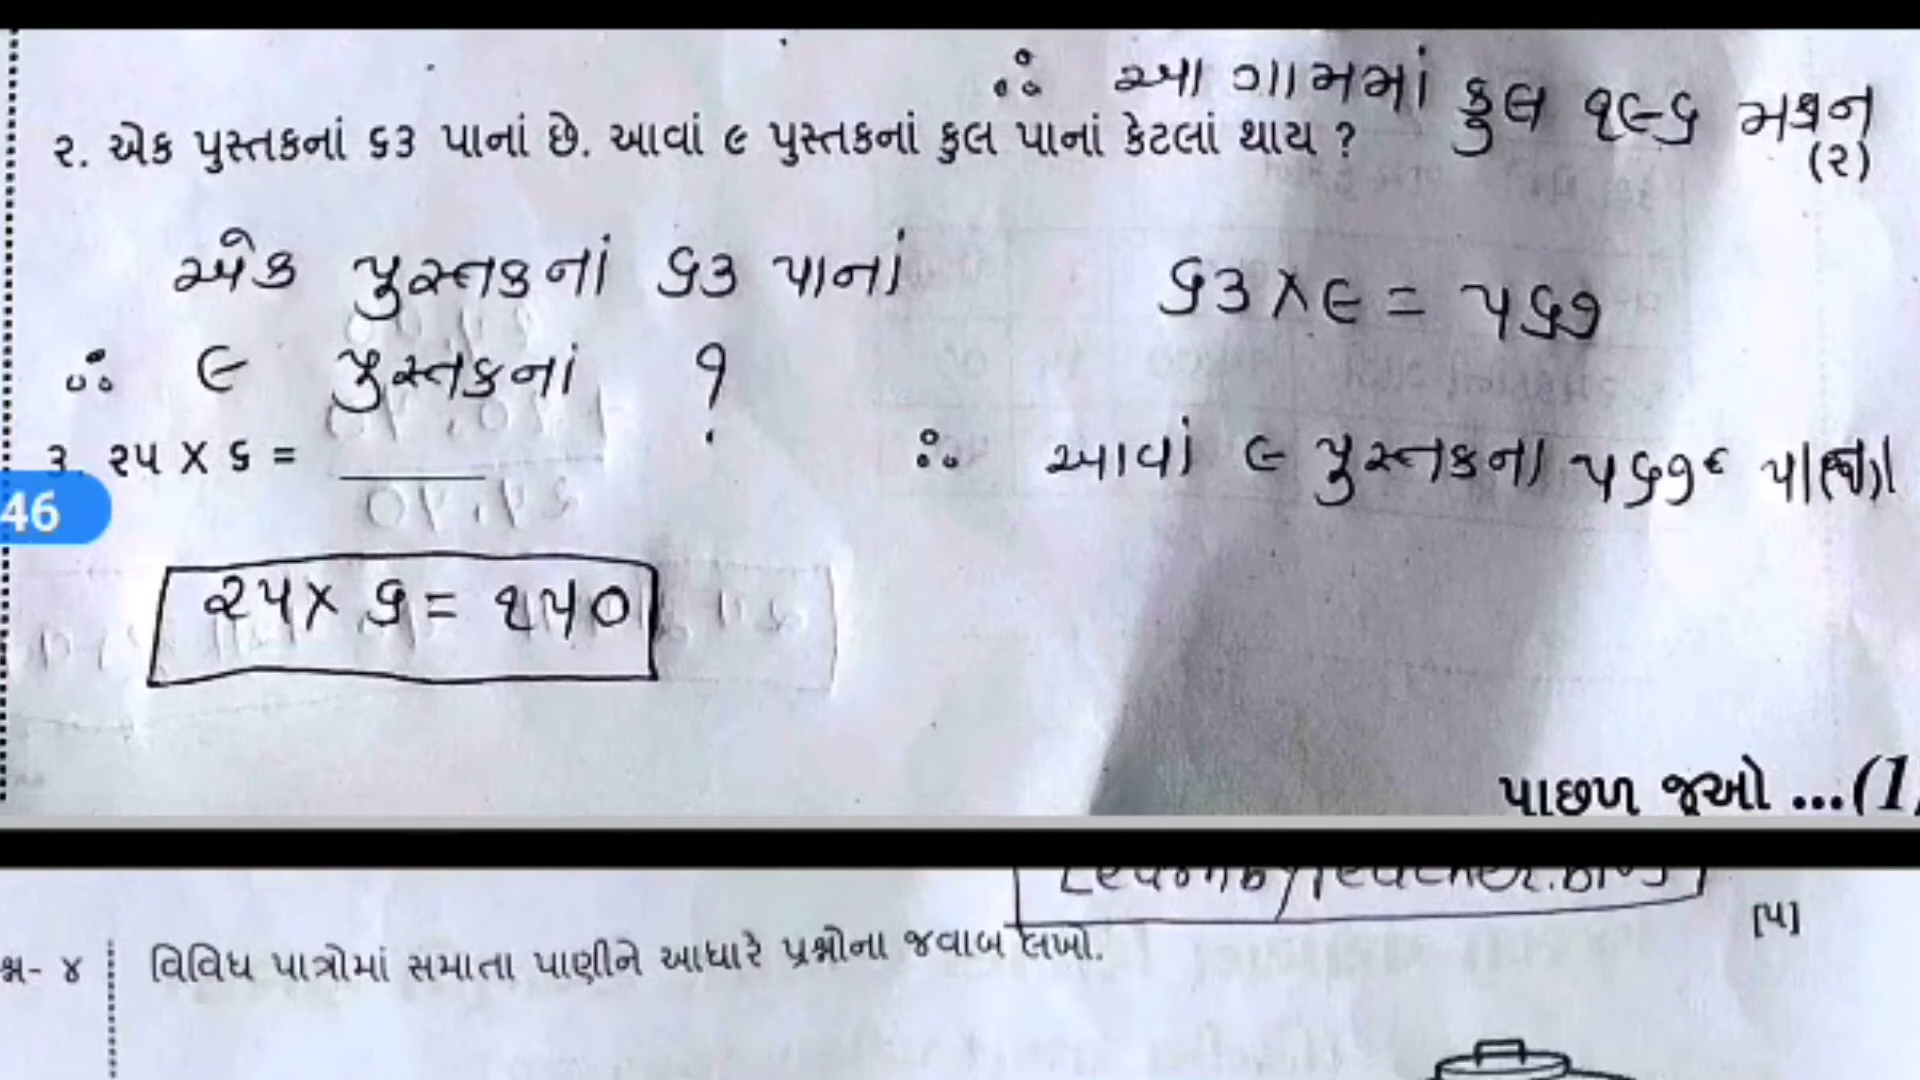 ∴ આ ગામમાં કુલ ૧૯૬ મકાન
૨. એક પુસ્તકનાં ૬૩ પાનાં છે. આવાં ૯ પુસ્તકનાં કુલ પાનાં કેટલાં થાય ? (૨)
એક પુસ્તકનાં ૬૩ પાનાં
૬૩×૯ = ૫૬૭
∴ ૯ પુસ્તકનાં ?
૩. ૨૫ X ૬ =
∴ આવાં ૯ પુસ્તકના ૫૬૭
46
૨૫× ૬ = ૧૫૦
પાછળ જૂઓ ...(1
[૫]
શ્ન- ૪ વિવિધ પાત્રોમાં સમાતા પાણીને આધારે પ્રશ્નોના જવાબ લખો.